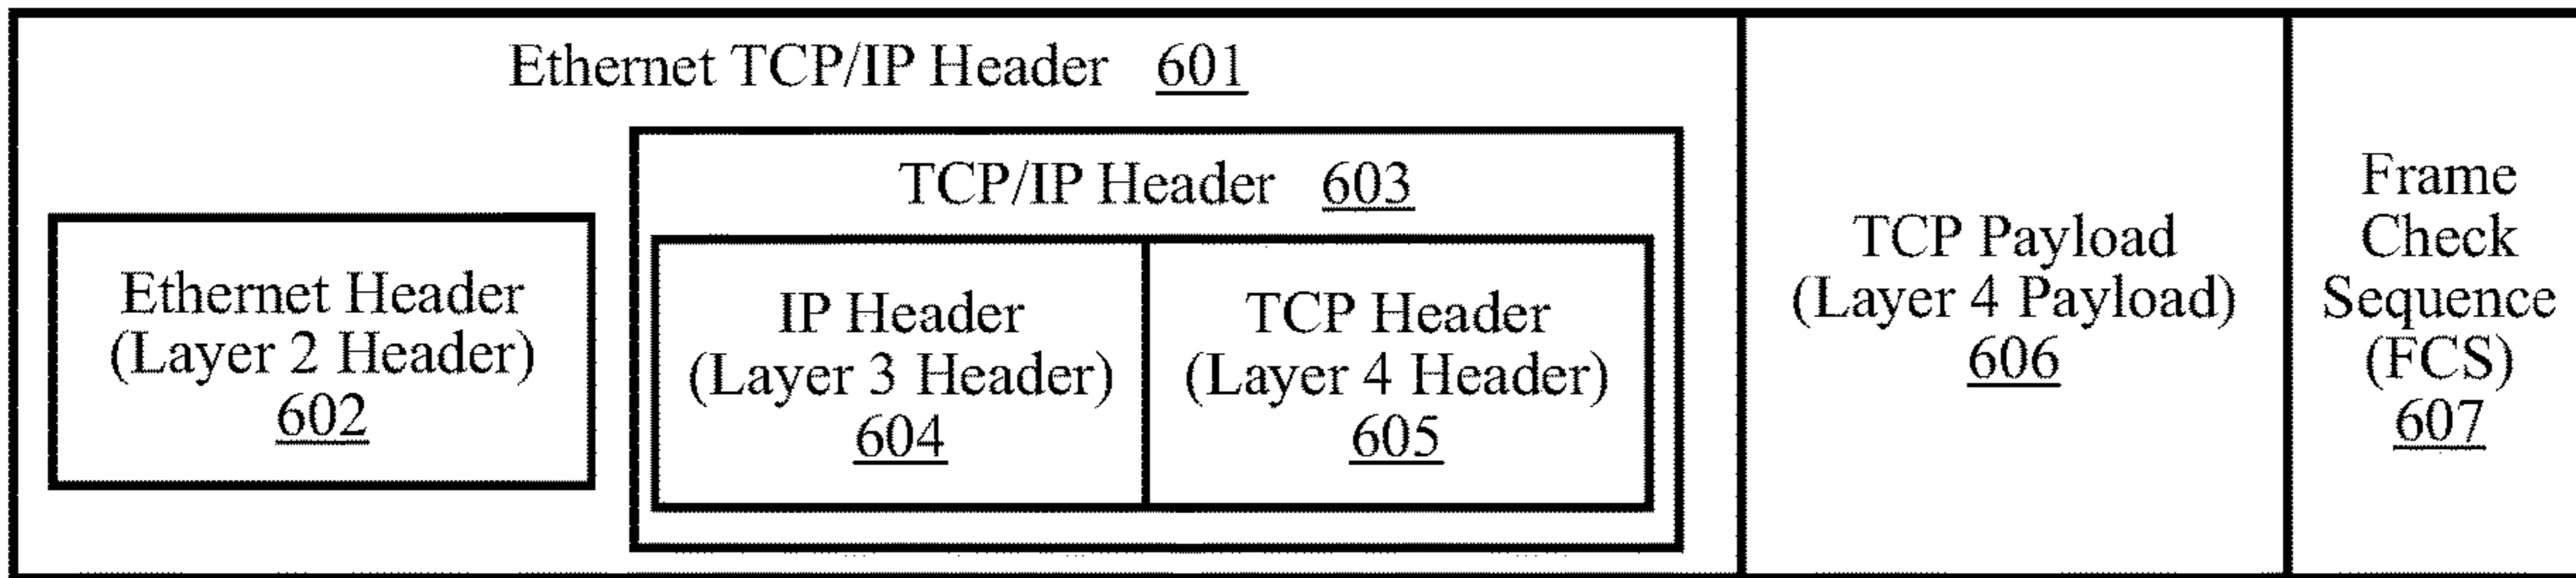 Ethernet TCP/IP Header 601
TCP/IP Header 603
Ethernet Header
(Layer 2 Header)
602
IP Header
(Layer 3 Header)
604
TCP Header
(Layer 4 Header)
605
TCP Payload
(Layer 4 Payload)
606
Frame
Check
Sequence
(FCS)
607